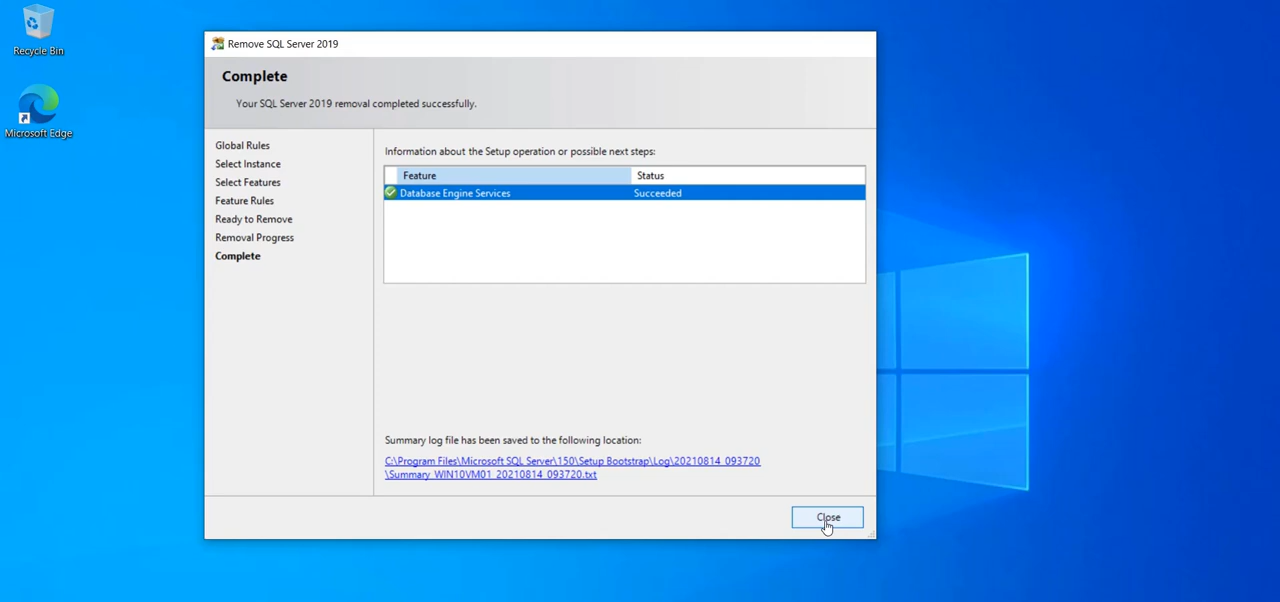 Recycle Bin
Microsoft Edge
Remove SQL Server 2019
Complete
Your SQL Server 2019 removal completed successfully.
Global Rules
Select Instance
Select Features
Feature Rules
Ready to Remove
Removal Progress
Complete
Information about the Setup operation or possible next steps:
Feature Status
Database Engine Services Succeeded
Summary log file has been saved to the following location:
C:\Program Files\Microsoft SQL Server\150\Setup Bootstrap\Log\20210814_093720
\Summary_WIN10VM01_20210814_093720.txt
Close